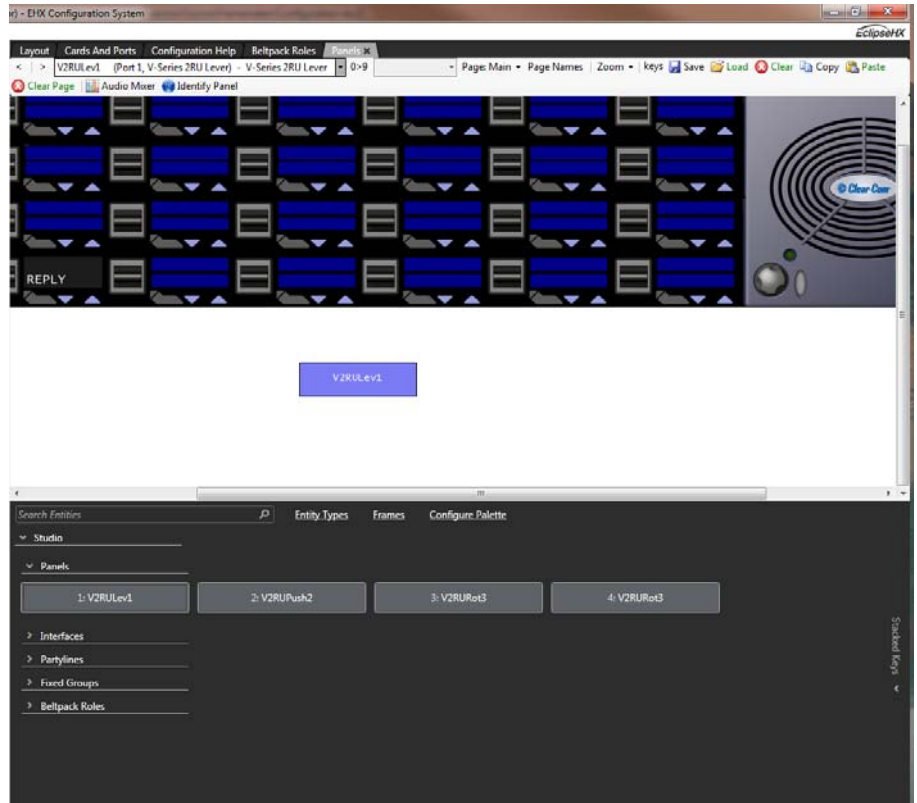 r) - EHX Configuration System
EclipseHX
Layout Cards And Ports Configuration Help Beltpack Roles Panels
< > V2RULev1 (Port 1, V-Series 2RU Lever) - V-Series 2RU Lever 0>9 Page: Main Page Names Zoom keys Save Load Clear Copy Paste
Clear Page Audio Mixer Identify Panel
Clear-Com
REPLY
V2RULev1
Search Entities Entity Types Frames Configure Palette
Studio
Panels
1: V2RULev1 2: V2RUPush2 3: V2RURot3 4: V2RURot3
Interfaces
Partylines
Fixed Groups
Beltpack Roles
Stacked Keys